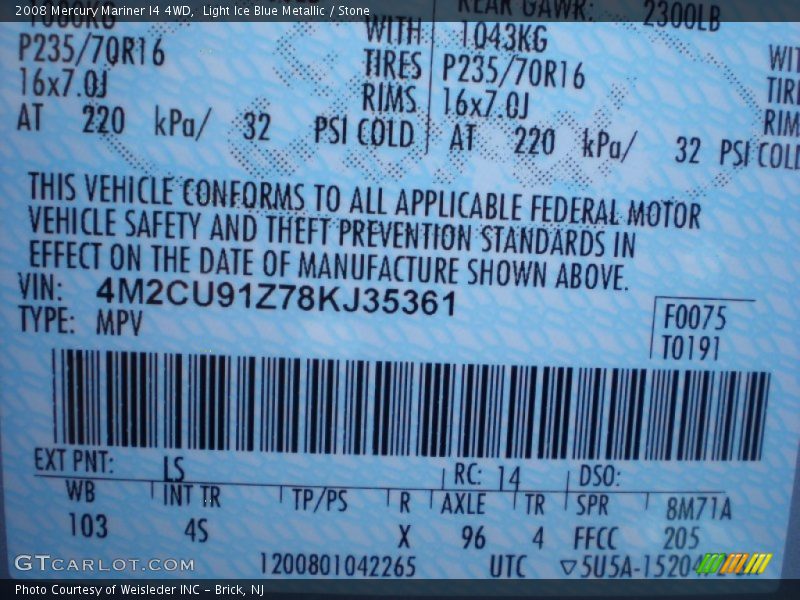 2008 Mercury Mariner I4 4WD, Light Ice Blue Metallic / Stone
REAR GAWR: 2300LB
WITH 1043KG
P235/70R16 TIRES P235/70R16
16x7.0J RIMS 16x7.0J
AT 220 kPa/ 32 PSI COLD AT 220 kPa/ 32 PSI COLD
THIS VEHICLE CONFORMS TO ALL APPLICABLE FEDERAL MOTOR
VEHICLE SAFETY AND THEFT PREVENTION STANDARDS IN
EFFECT ON THE DATE OF MANUFACTURE SHOWN ABOVE.
VIN: 4M2CU91Z78KJ35361
TYPE: MPV
F0075
T0191
EXT PNT: LS RC: 14 DSO:
WB INT TR TP/PS R AXLE TR SPR 8M71A
103 4S X 96 4 FFCC 205
1200801042265 UTC ▽5U5A-1520
GTcarlot.com
Photo Courtesy of Weisleder INC – Brick, NJ